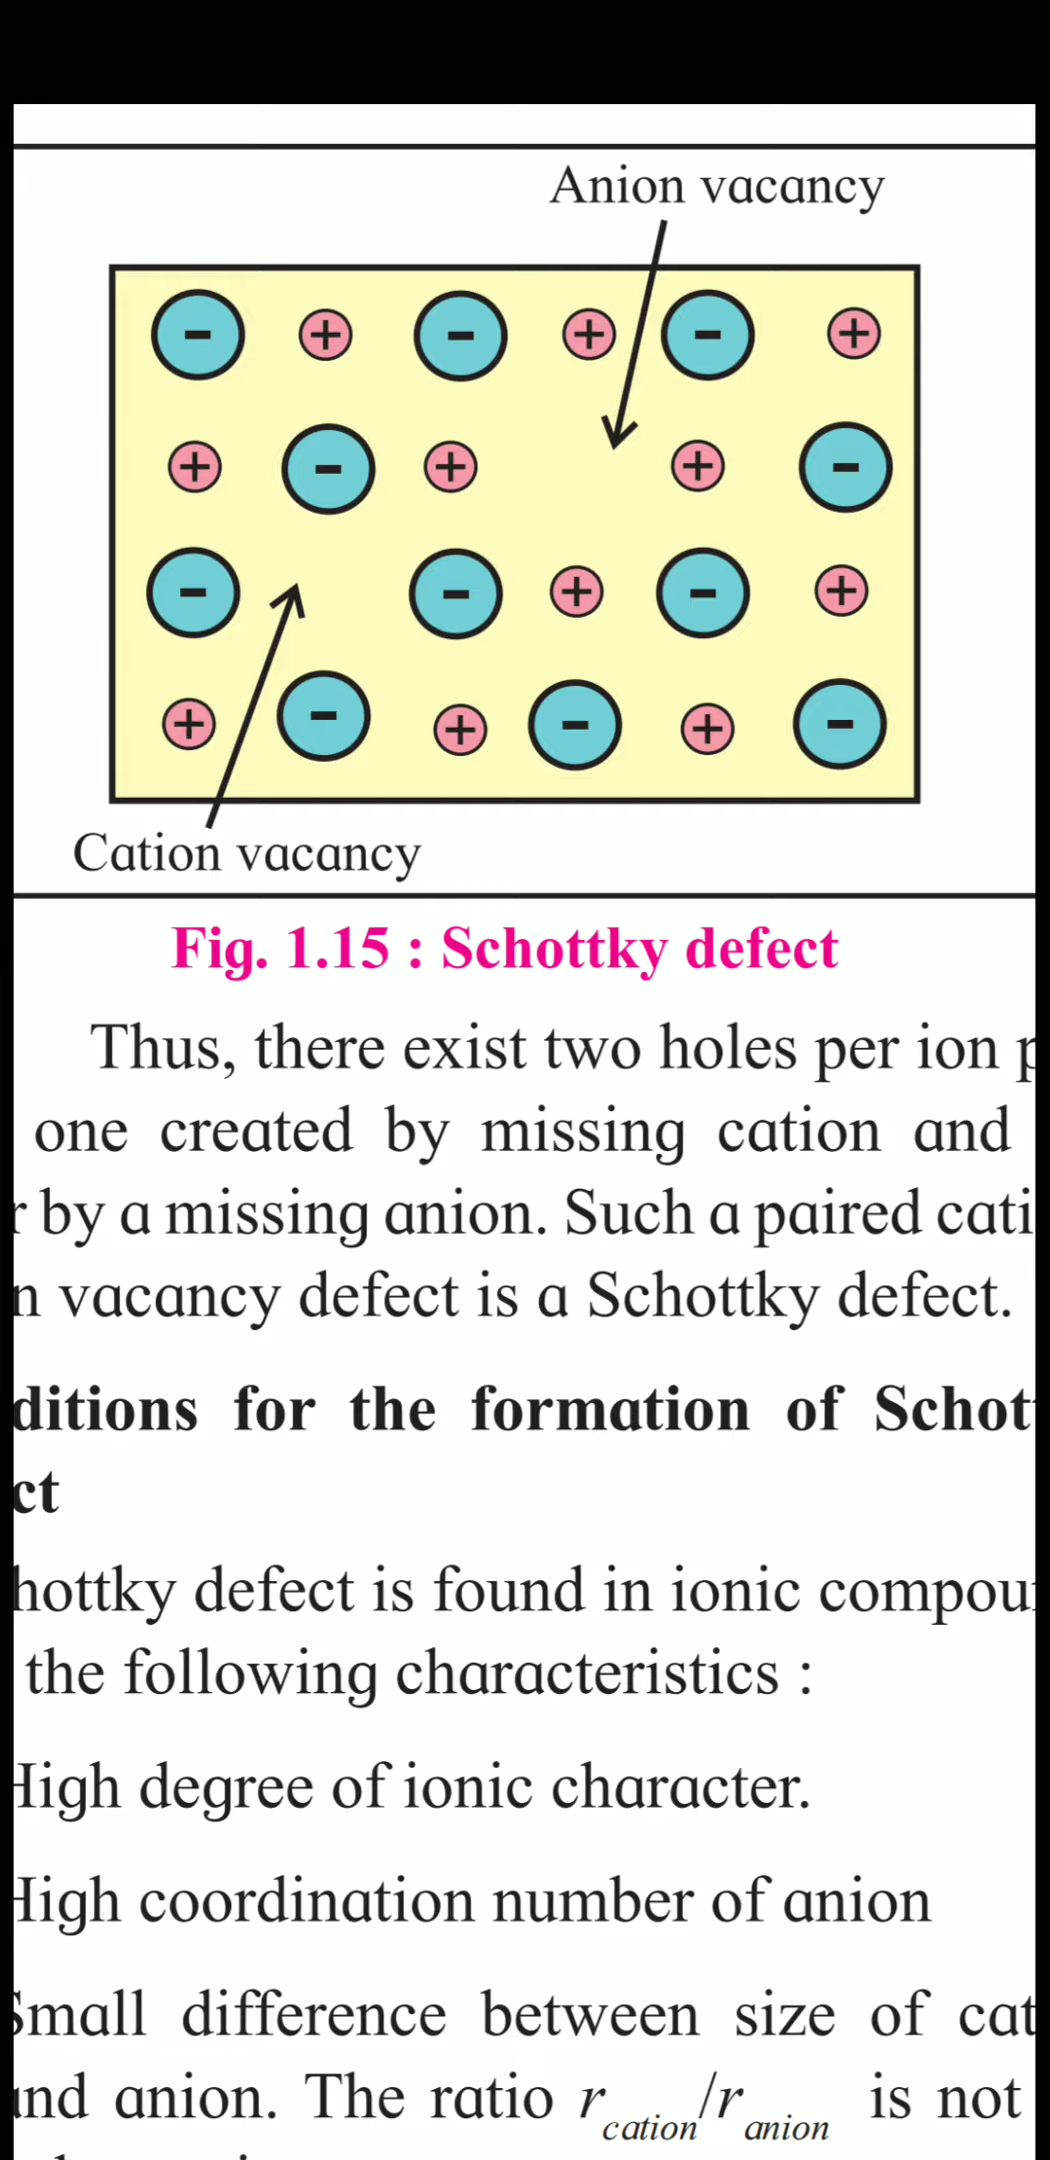 Anion vacancy
- + - + - +
+ - + + -
- - + - +
+ - + - + -
Cation vacancy
Fig. 1.15 : Schottky defect
Thus, there exist two holes per ion p
one created by missing cation and
r by a missing anion. Such a paired cati
n vacancy defect is a Schottky defect.
ditions for the formation of Schot
ct
hottky defect is found in ionic compou
the following characteristics :
High degree of ionic character.
High coordination number of anion
Small difference between size of cat
and anion. The ratio r cation/r anion is not